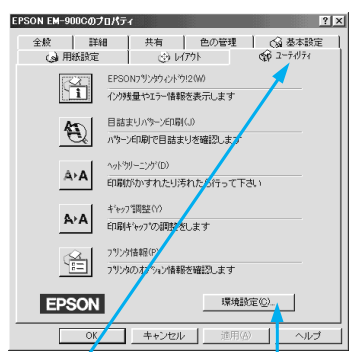 EPSON EM-900Cのプロパティ
全般 詳細 共有 色の管理 基本設定
用紙設定 レイアウト ユーティリティ
EPSONプリンタウィンドウ!2(W)
インク残量やエラー情報を表示します
目詰まりパターン印刷(J)
パターン印刷で目詰まりを確認します
ヘッドクリーニング(D)
印刷がかすれたり汚れたら行って下さい
ギャップ調整(Y)
印刷ギャップの調整をします
プリンタ情報(P)
プリンタのオプション情報を確認します
EPSON 環境設定(C)...
OK キャンセル 適用(A) ヘルプ